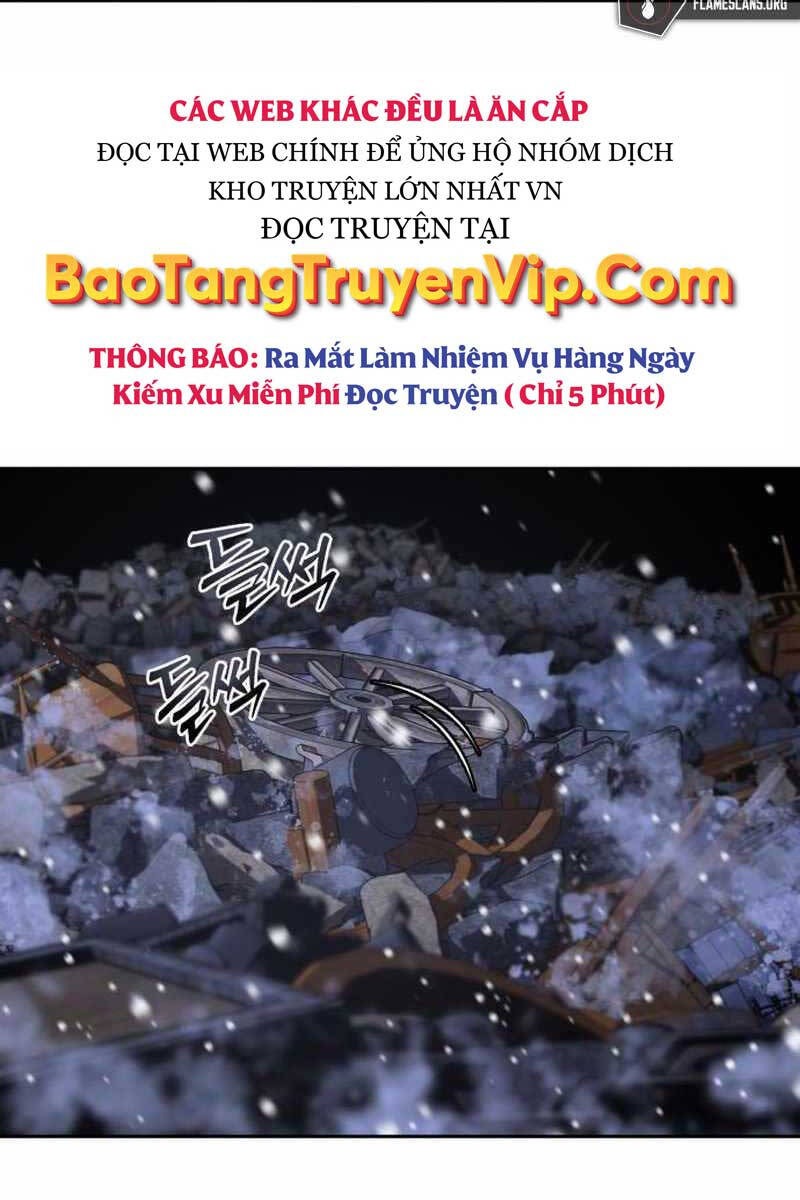 FLAMESCANS.ORG
CÁC WEB KHÁC ĐỀU LÀ ĂN CẮP
ĐỌC TẠI WEB CHÍNH ĐỂ ỦNG HỘ NHÓM DỊCH
KHO TRUYỆN LỚN NHẤT VN
ĐỌC TRUYỆN TẠI
BaoTangTruyenVip.Com
THÔNG BÁO: Ra Mắt Làm Nhiệm Vụ Hàng Ngày
Kiếm Xu Miễn Phí Đọc Truyện ( Chỉ 5 Phút)
들썩
들썩